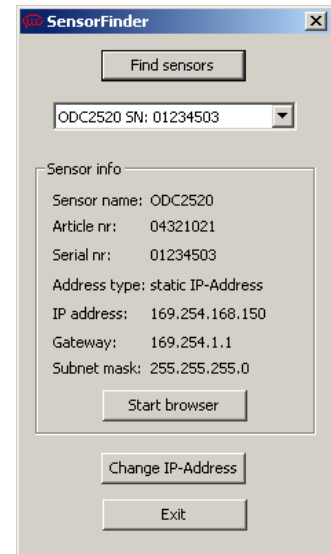 SensorFinder
Find sensors
ODC2520 SN: 01234503
Sensor info
Sensor name: ODC2520
Article nr: 04321021
Serial nr: 01234503
Address type: static IP-Address
IP address: 169.254.168.150
Gateway: 169.254.1.1
Subnet mask: 255.255.255.0
Start browser
Change IP-Address
Exit